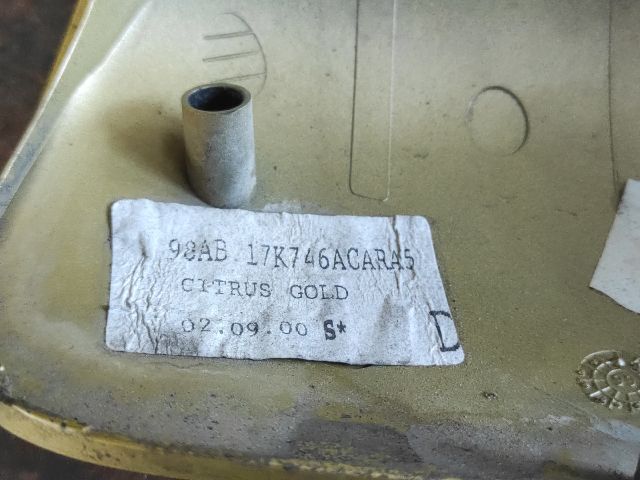 98AB 17K746ACARA5
CITRUS GOLD
02.09.00 S*
D